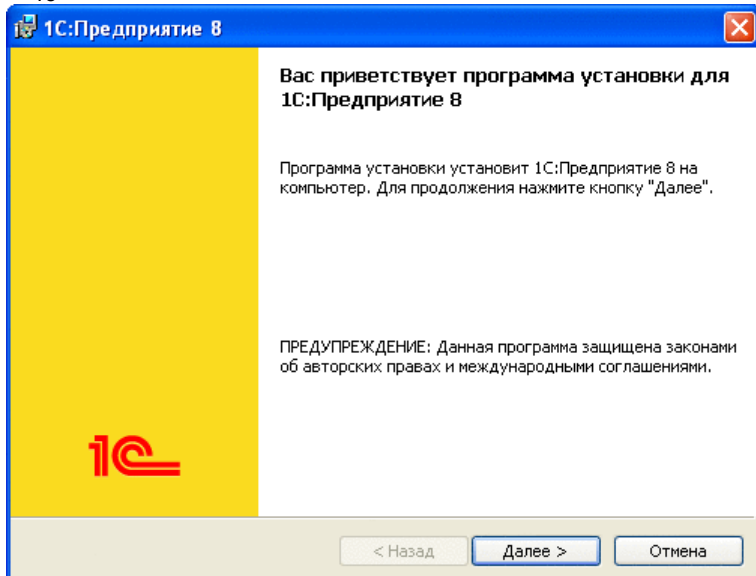 1С:Предприятие 8
Вас приветствует программа установки для
1С:Предприятие 8
Программа установки установит 1С:Предприятие 8 на
компьютер. Для продолжения нажмите кнопку "Далее".
ПРЕДУПРЕЖДЕНИЕ: Данная программа защищена законами
об авторских правах и международными соглашениями.
1С
< Назад
Далее >
Отмена